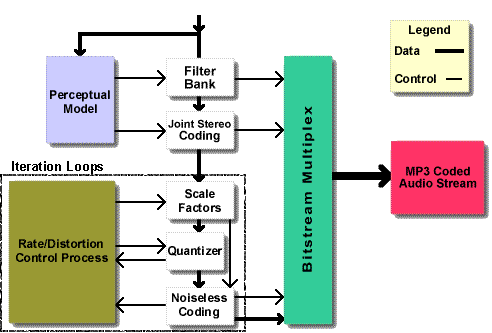 Legend
Data
Control
Filter
Bank
Perceptual
Model
Joint Stereo
Coding
Bitstream Multiplex
MP3 Coded
Audio Stream
Iteration Loops
Scale
Factors
Rate/Distortion
Control Process
Quantizer
Noiseless
Coding